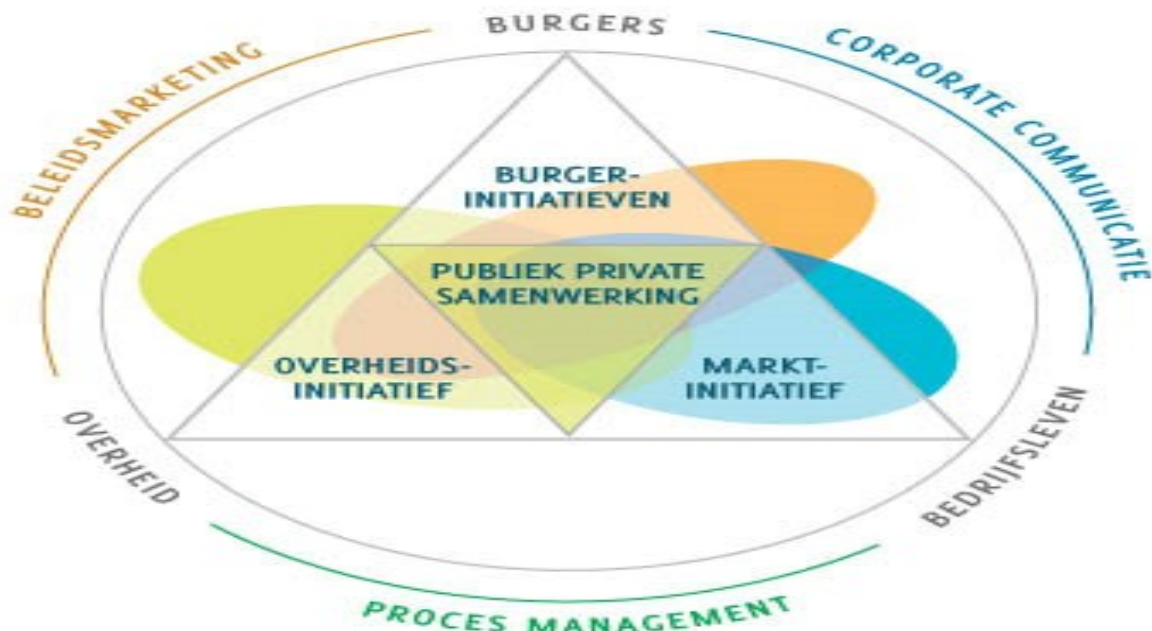 BURGERS
BELEIDSMARKETING
CORPORATE COMMUNICATIE
BURGER-
INITIATIEVEN
PUBLIEK PRIVATE
SAMENWERKING
OVERHEIDS-
INITIATIEF
MARKT-
INITIATIEF
OVERHEID
BEDRIJFSLEVEN
PROCES MANAGEMENT